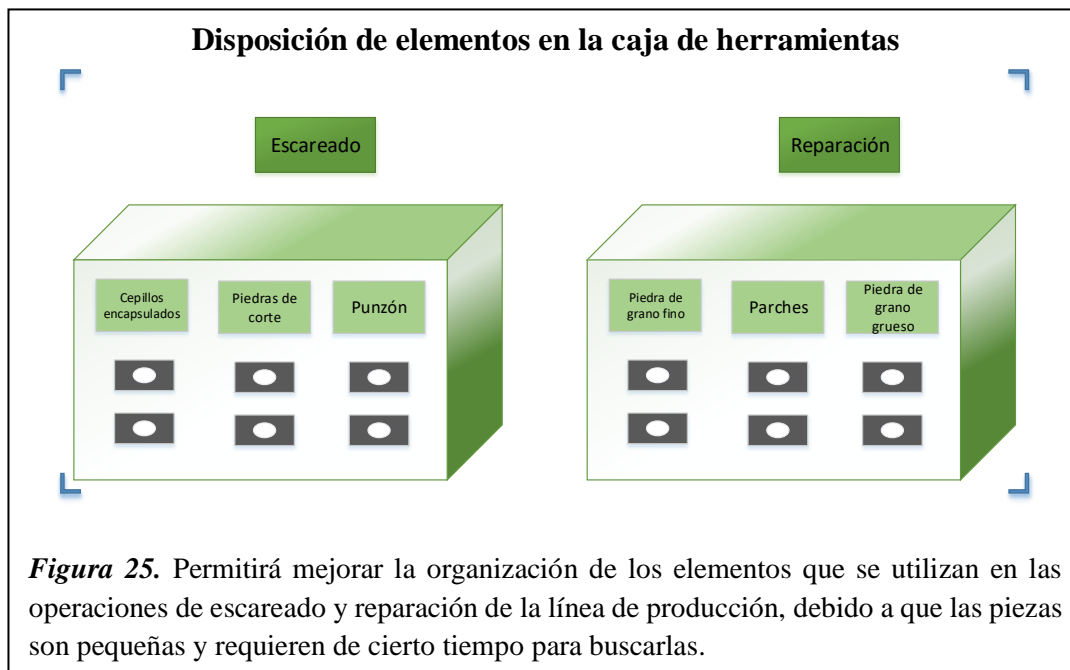 Disposición de elementos en la caja de herramientas
Escareado
Reparación
Cepillos
encapsulados
Piedras de
corte
Punzón
Piedra de
grano fino
Parches
Piedra de
grano
grueso
Figura 25. Permitirá mejorar la organización de los elementos que se utilizan en las
operaciones de escareado y reparación de la línea de producción, debido a que las piezas
son pequeñas y requieren de cierto tiempo para buscarlas.